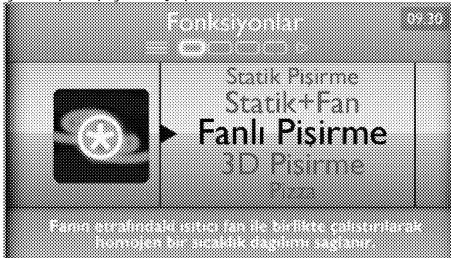 Fonksiyonlar
09.30
Statik Pişirme
Statik+Fan
Fanlı Pişirme
3D Pişirme
Pizza
Fanın etrafındaki ısıtıcı fan ile birlikte çalıştırılarak
homojen bir sıcaklık dağılımı sağlanır.